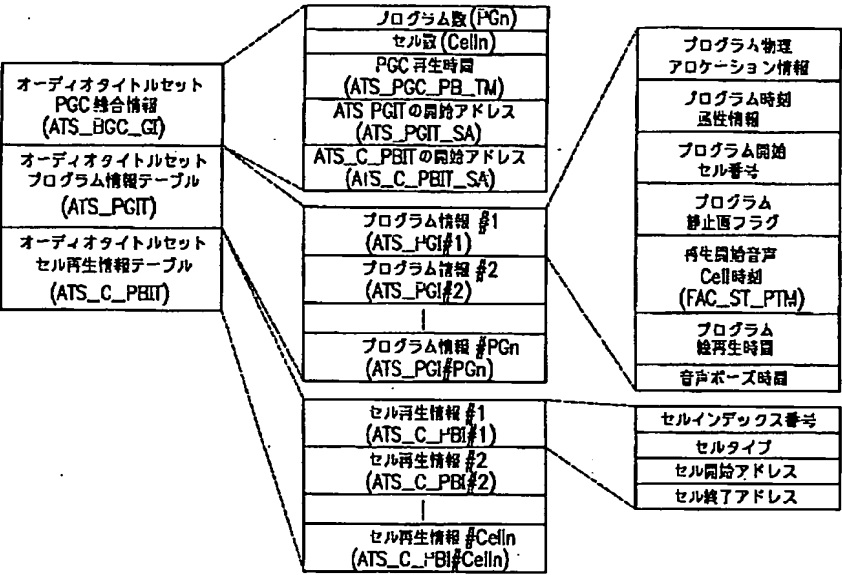 オーディオタイトルセット
PGC 総合情報
(ATS_BGC_GI)
オーディオタイトルセット
プログラム情報テーブル
(ATS_PGIT)
オーディオタイトルセット
セル再生情報テーブル
(ATS_C_PBIT)
プログラム数 (PGn)
セル数 (Celln)
PGC 再生時間
(ATS_PGC_PB_TM)
ATS PGITの開始アドレス
(ATS_PGIT_SA)
ATS_C_PBITの開始アドレス
(ATS_C_PBIT_SA)
プログラム情報 #1
(ATS_PGI#1)
プログラム情報 #2
(ATS_PGI#2)
プログラム情報 #PGn
(ATS_PGI#PGn)
セル再生情報 #1
(ATS_C_PBI#1)
セル再生情報 #2
(ATS_C_PBI#2)
セル再生情報 #Celln
(ATS_C_PBI#Celln)
プログラム物理
アロケーション情報
プログラム時刻
属性情報
プログラム開始
セル番号
プログラム
静止画フラグ
再生開始音声
Cell時刻
(FAC_ST_PTM)
プログラム
総再生時間
音声ポーズ時間
セルインデックス番号
セルタイプ
セル開始アドレス
セル終了アドレス